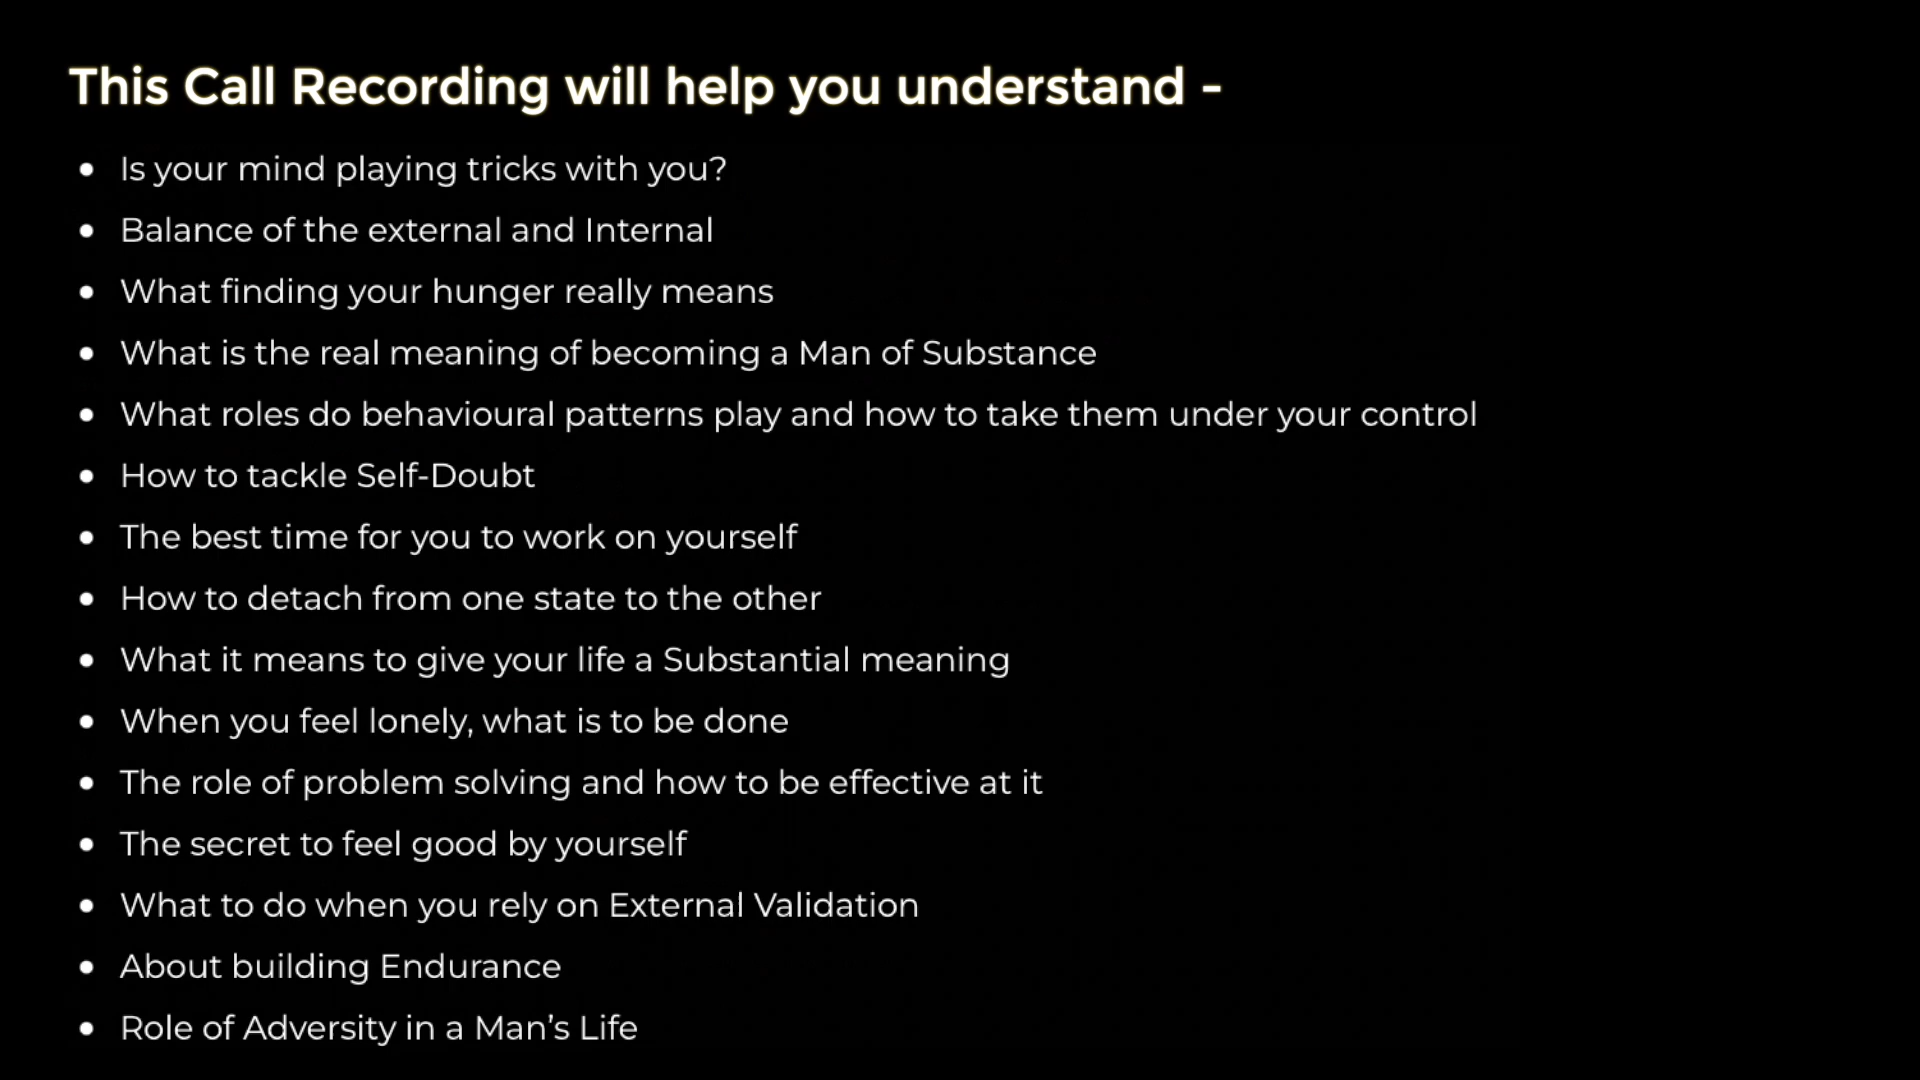 This Call Recording will help you understand -
• Is your mind playing tricks with you?
• Balance of the external and Internal
• What finding your hunger really means
• What is the real meaning of becoming a Man of Substance
• What roles do behavioural patterns play and how to take them under your control
• How to tackle Self-Doubt
• The best time for you to work on yourself
• How to detach from one state to the other
• What it means to give your life a Substantial meaning
• When you feel lonely, what is to be done
• The role of problem solving and how to be effective at it
• The secret to feel good by yourself
• What to do when you rely on External Validation
• About building Endurance
• Role of Adversity in a Man’s Life